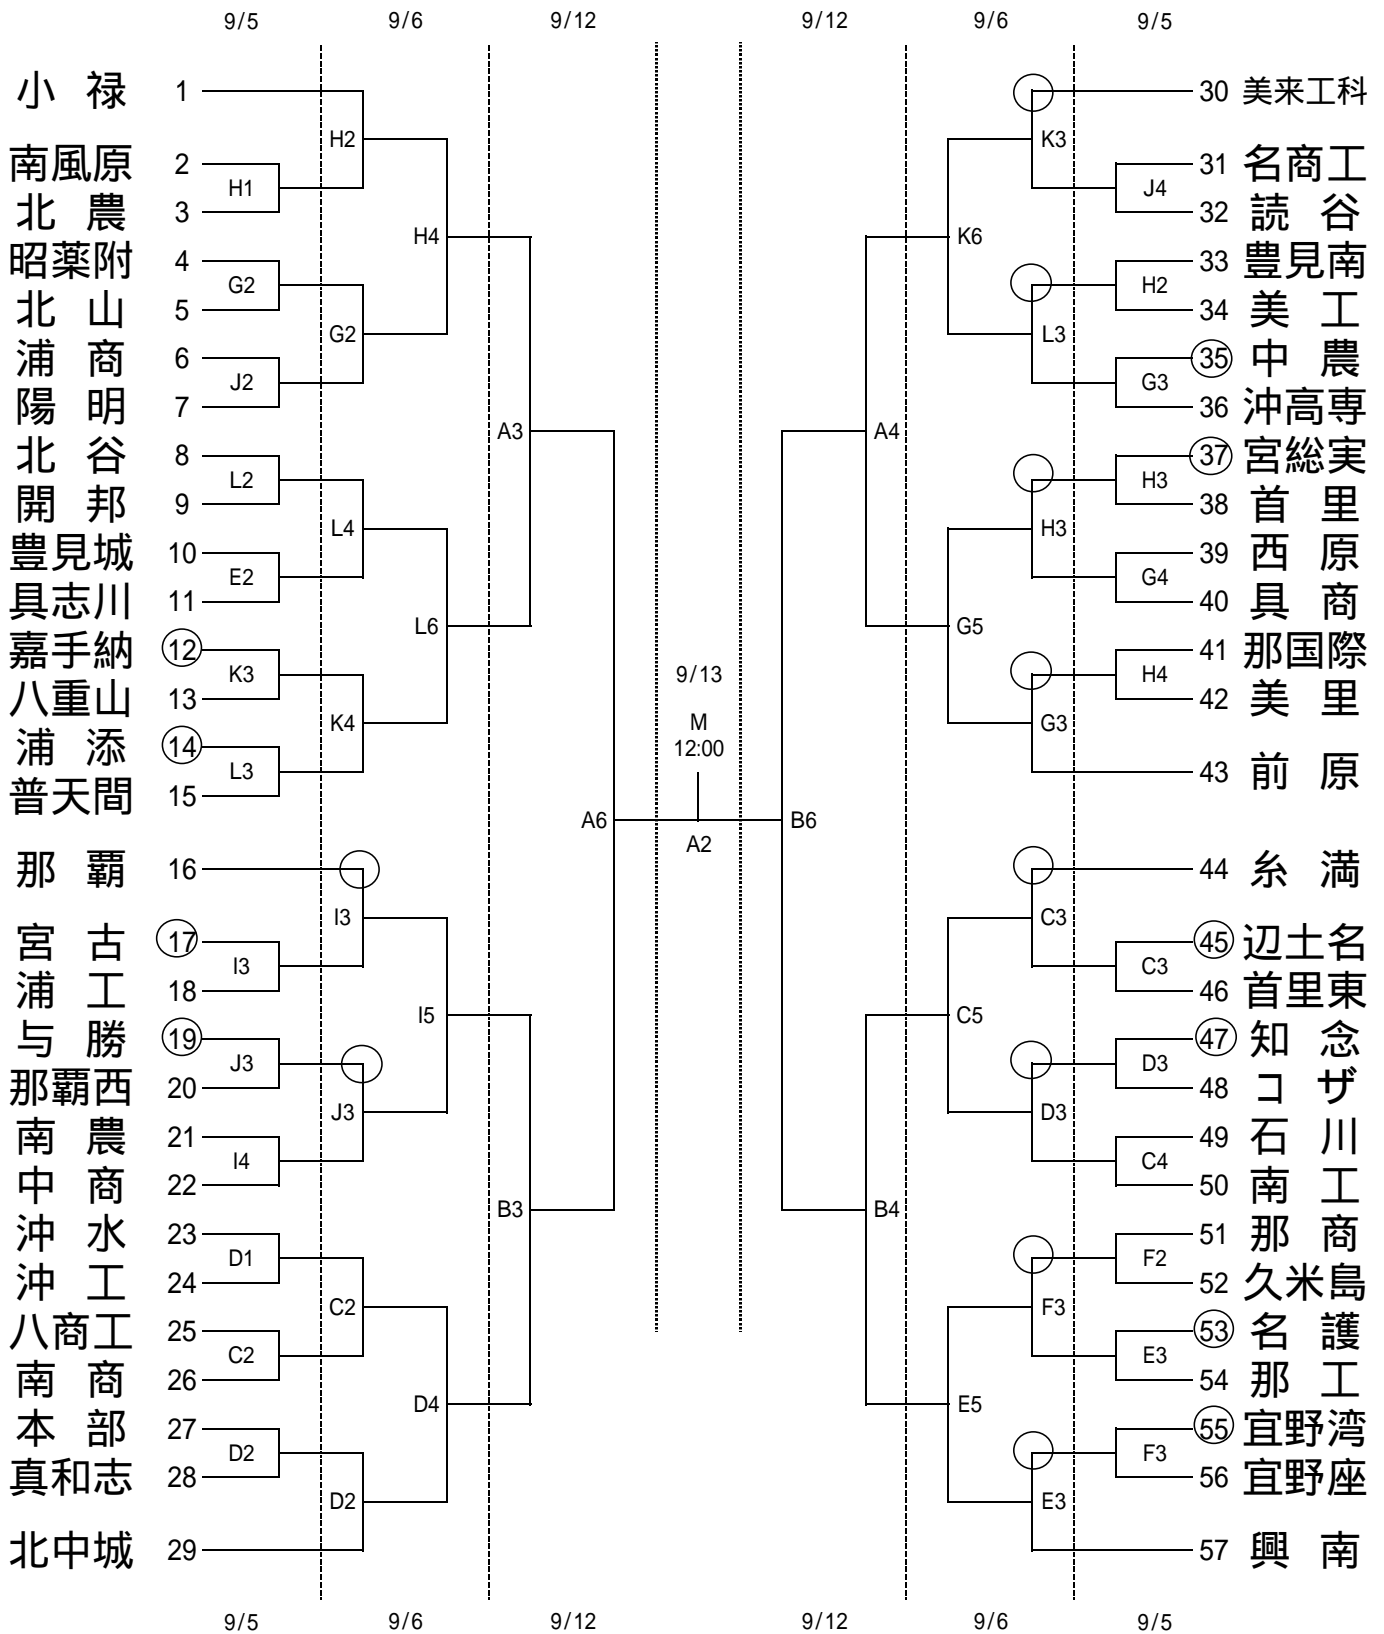 9/5 9/6 9/12 9/12 9/6 9/5
小 禄 1
南風原 2
北 農 3
昭薬附 4
北 山 5
浦 商 6
陽 明 7
北 谷 8
開 邦 9
豊見城 10
具志川 11
嘉手納 12
八重山 13
浦 添 14
普天間 15
那 覇 16
宮 古 17
浦 工 18
与 勝 19
那覇西 20
南 農 21
中 商 22
沖 水 23
沖 工 24
八商工 25
南 商 26
本 部 27
真和志 28
北中城 29
H1
G2
J2
L2
E2
K3
L3
I3
J3
I4
D1
C2
D2
H2
G2
L4
K4
I3
J3
C2
D2
H4
L6
I5
D4
A3
B3
A6
9/13
M
12:00
A2
B6
A4
B4
K6
G5
C5
E5
K3
L3
H3
G3
C3
D3
F3
E3
J4
H2
G3
H3
G4
H4
C3
D3
C4
F2
E3
F3
30 美来工科
31 名商工
32 読 谷
33 豊見南
34 美 工
35 中 農
36 沖高専
37 宮総実
38 首 里
39 西 原
40 具 商
41 那国際
42 美 里
43 前 原
44 糸 満
45 辺土名
46 首里東
47 知 念
48 コ ザ
49 石 川
50 南 工
51 那 商
52 久米島
53 名 護
54 那 工
55 宜野湾
56 宜野座
57 興 南
9/5 9/6 9/12 9/12 9/6 9/5